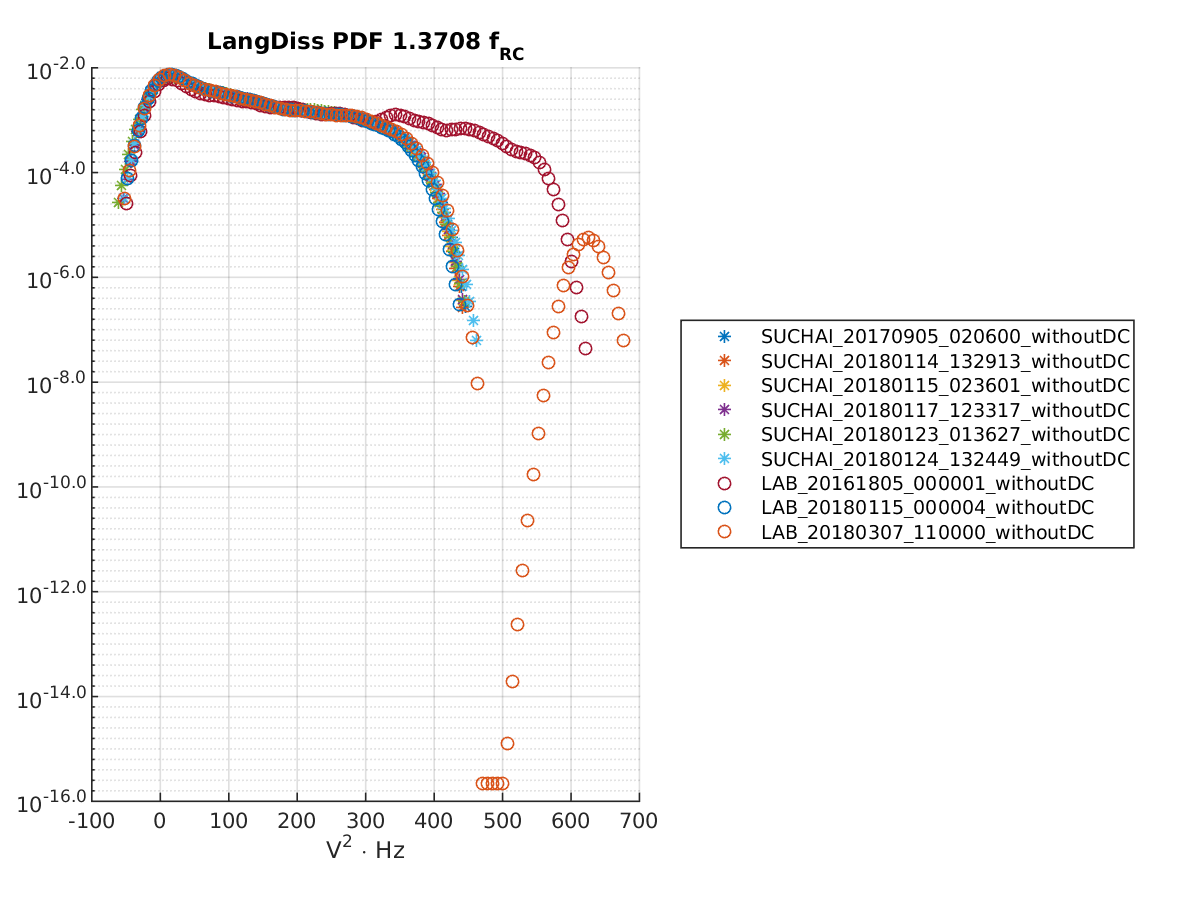 LangDiss PDF 1.3708 f_RC
10^-2.0
10^-4.0
10^-6.0
10^-8.0
10^-10.0
10^-12.0
10^-14.0
10^-16.0
-100 0 100 200 300 400 500 600 700
V^2 · Hz
SUCHAI_20170905_020600_withoutDC
SUCHAI_20180114_132913_withoutDC
SUCHAI_20180115_023601_withoutDC
SUCHAI_20180117_123317_withoutDC
SUCHAI_20180123_013627_withoutDC
SUCHAI_20180124_132449_withoutDC
LAB_20161805_000001_withoutDC
LAB_20180115_000004_withoutDC
LAB_20180307_110000_withoutDC